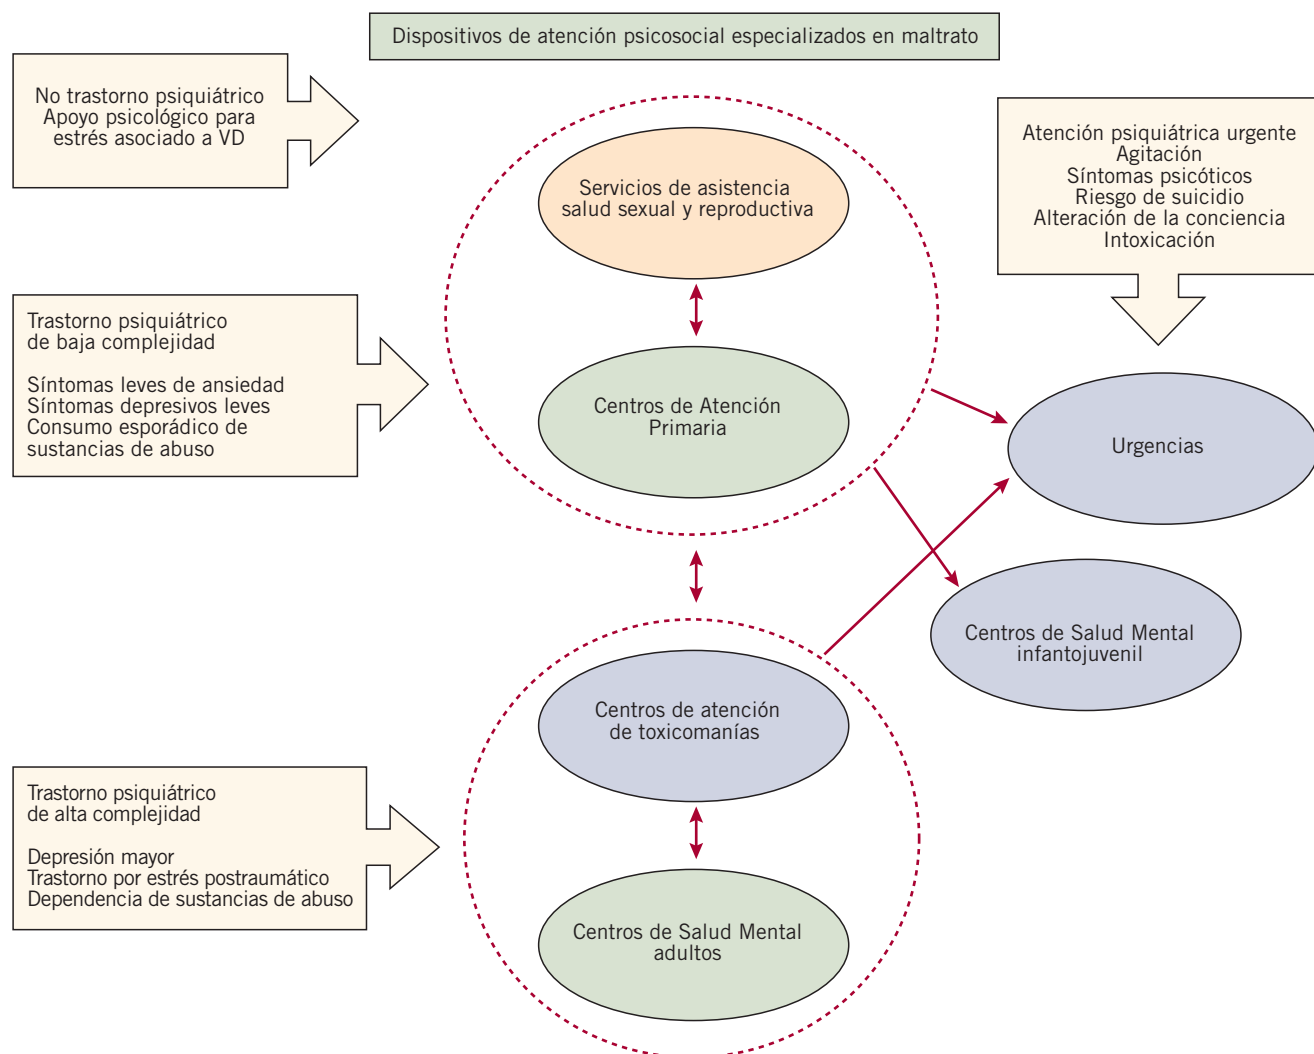 Dispositivos de atención psicosocial especializados en maltrato
No trastorno psiquiátrico
Apoyo psicológico para
estrés asociado a VD
Atención psiquiátrica urgente
Agitación
Síntomas psicóticos
Riesgo de suicidio
Alteración de la conciencia
Intoxicación
Servicios de asistencia
salud sexual y reproductiva
Trastorno psiquiátrico
de baja complejidad
Síntomas leves de ansiedad
Síntomas depresivos leves
Consumo esporádico de
sustancias de abuso
Centros de Atención
Primaria
Urgencias
Centros de Salud Mental
infantojuvenil
Centros de atención
de toxicomanías
Trastorno psiquiátrico
de alta complejidad
Depresión mayor
Trastorno por estrés postraumático
Dependencia de sustancias de abuso
Centros de Salud Mental
adultos